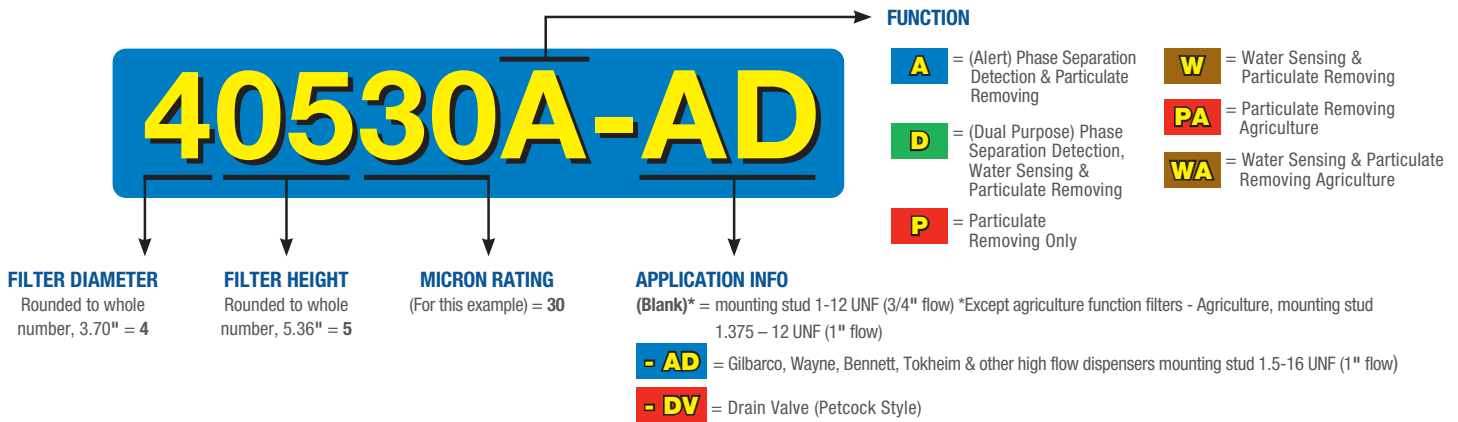 FUNCTION
40530A-AD
A = (Alert) Phase Separation
Detection & Particulate
Removing
D = (Dual Purpose) Phase
Separation Detection,
Water Sensing &
Particulate Removing
P = Particulate
Removing Only
W = Water Sensing &
Particulate Removing
PA = Particulate Removing
Agriculture
WA = Water Sensing & Particulate
Removing Agriculture
FILTER DIAMETER
Rounded to whole
number, 3.70" = 4
FILTER HEIGHT
Rounded to whole
number, 5.36" = 5
MICRON RATING
(For this example) = 30
APPLICATION INFO
(Blank)* = mounting stud 1-12 UNF (3/4" flow) *Except agriculture function filters - Agriculture, mounting stud
1.375 – 12 UNF (1" flow)
- AD = Gilbarco, Wayne, Bennett, Tokheim & other high flow dispensers mounting stud 1.5-16 UNF (1" flow)
- DV = Drain Valve (Petcock Style)